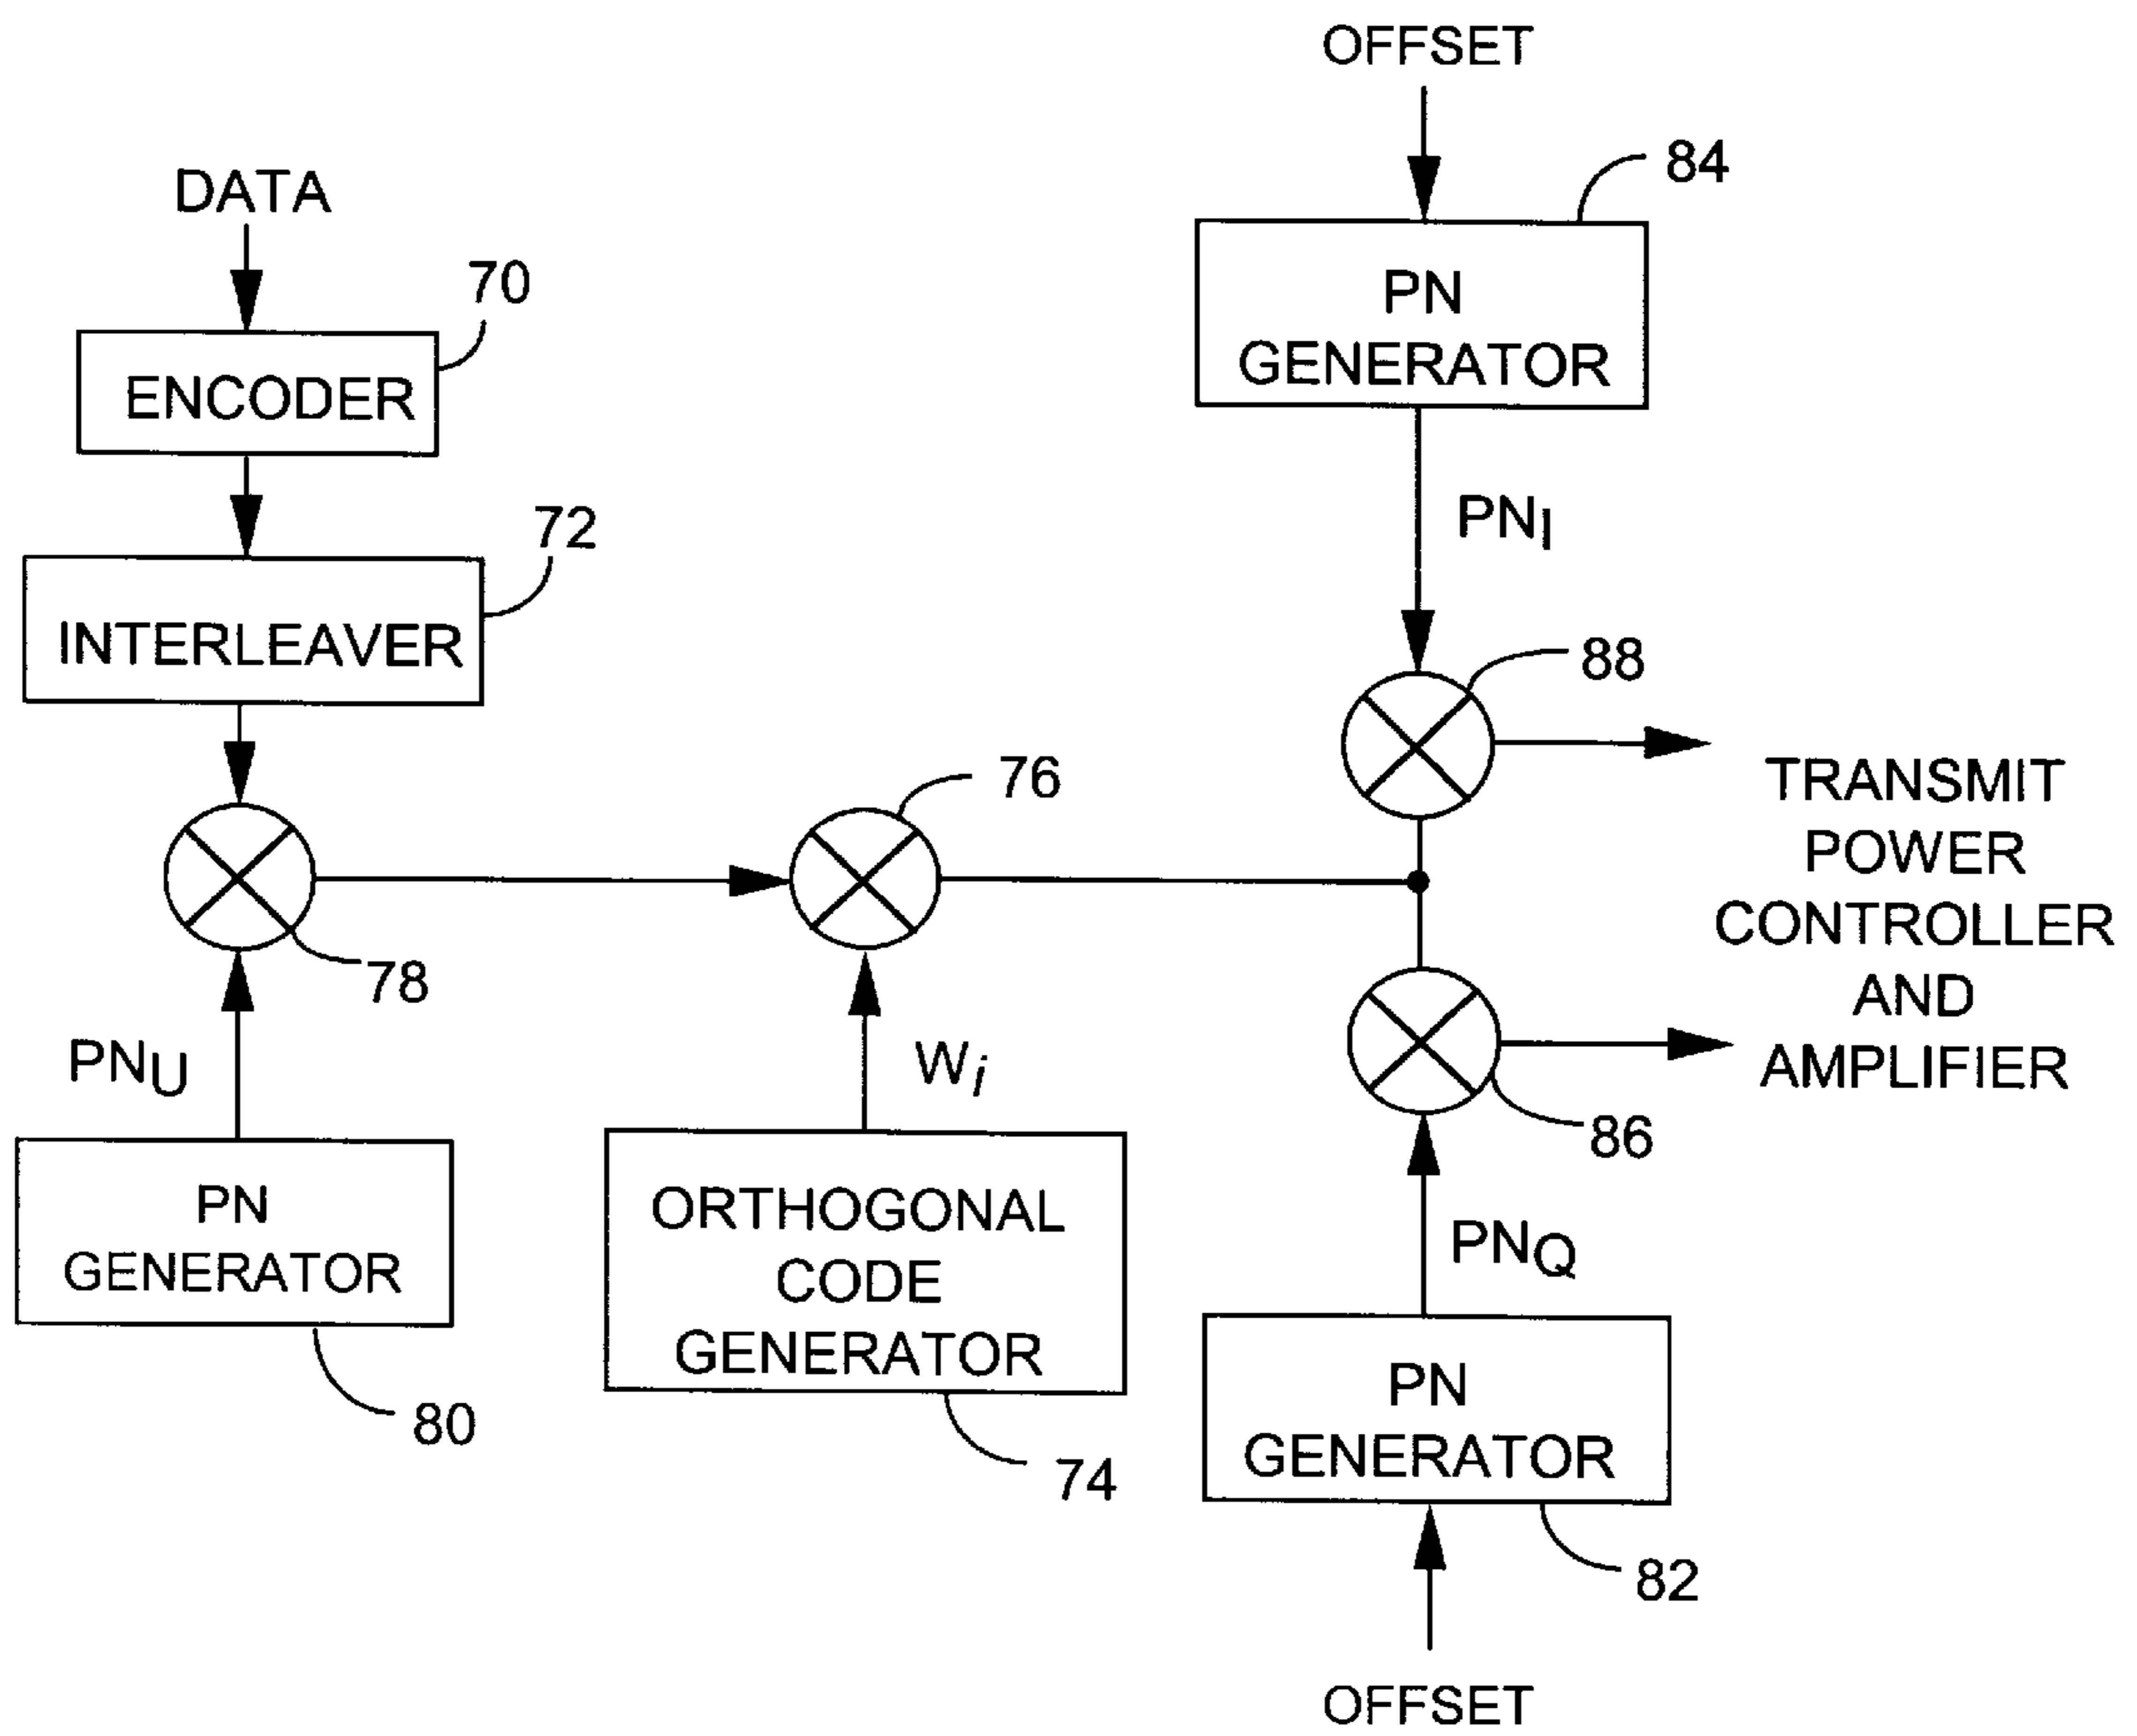 OFFSET
84
DATA
70
PN
GENERATOR
ENCODER
72
PNI
INTERLEAVER
88
76
TRANSMIT
POWER
CONTROLLER
AND
AMPLIFIER
78
PNU
Wi
86
PN
GENERATOR
ORTHOGONAL
CODE
GENERATOR
PNQ
80
74
PN
GENERATOR
82
OFFSET